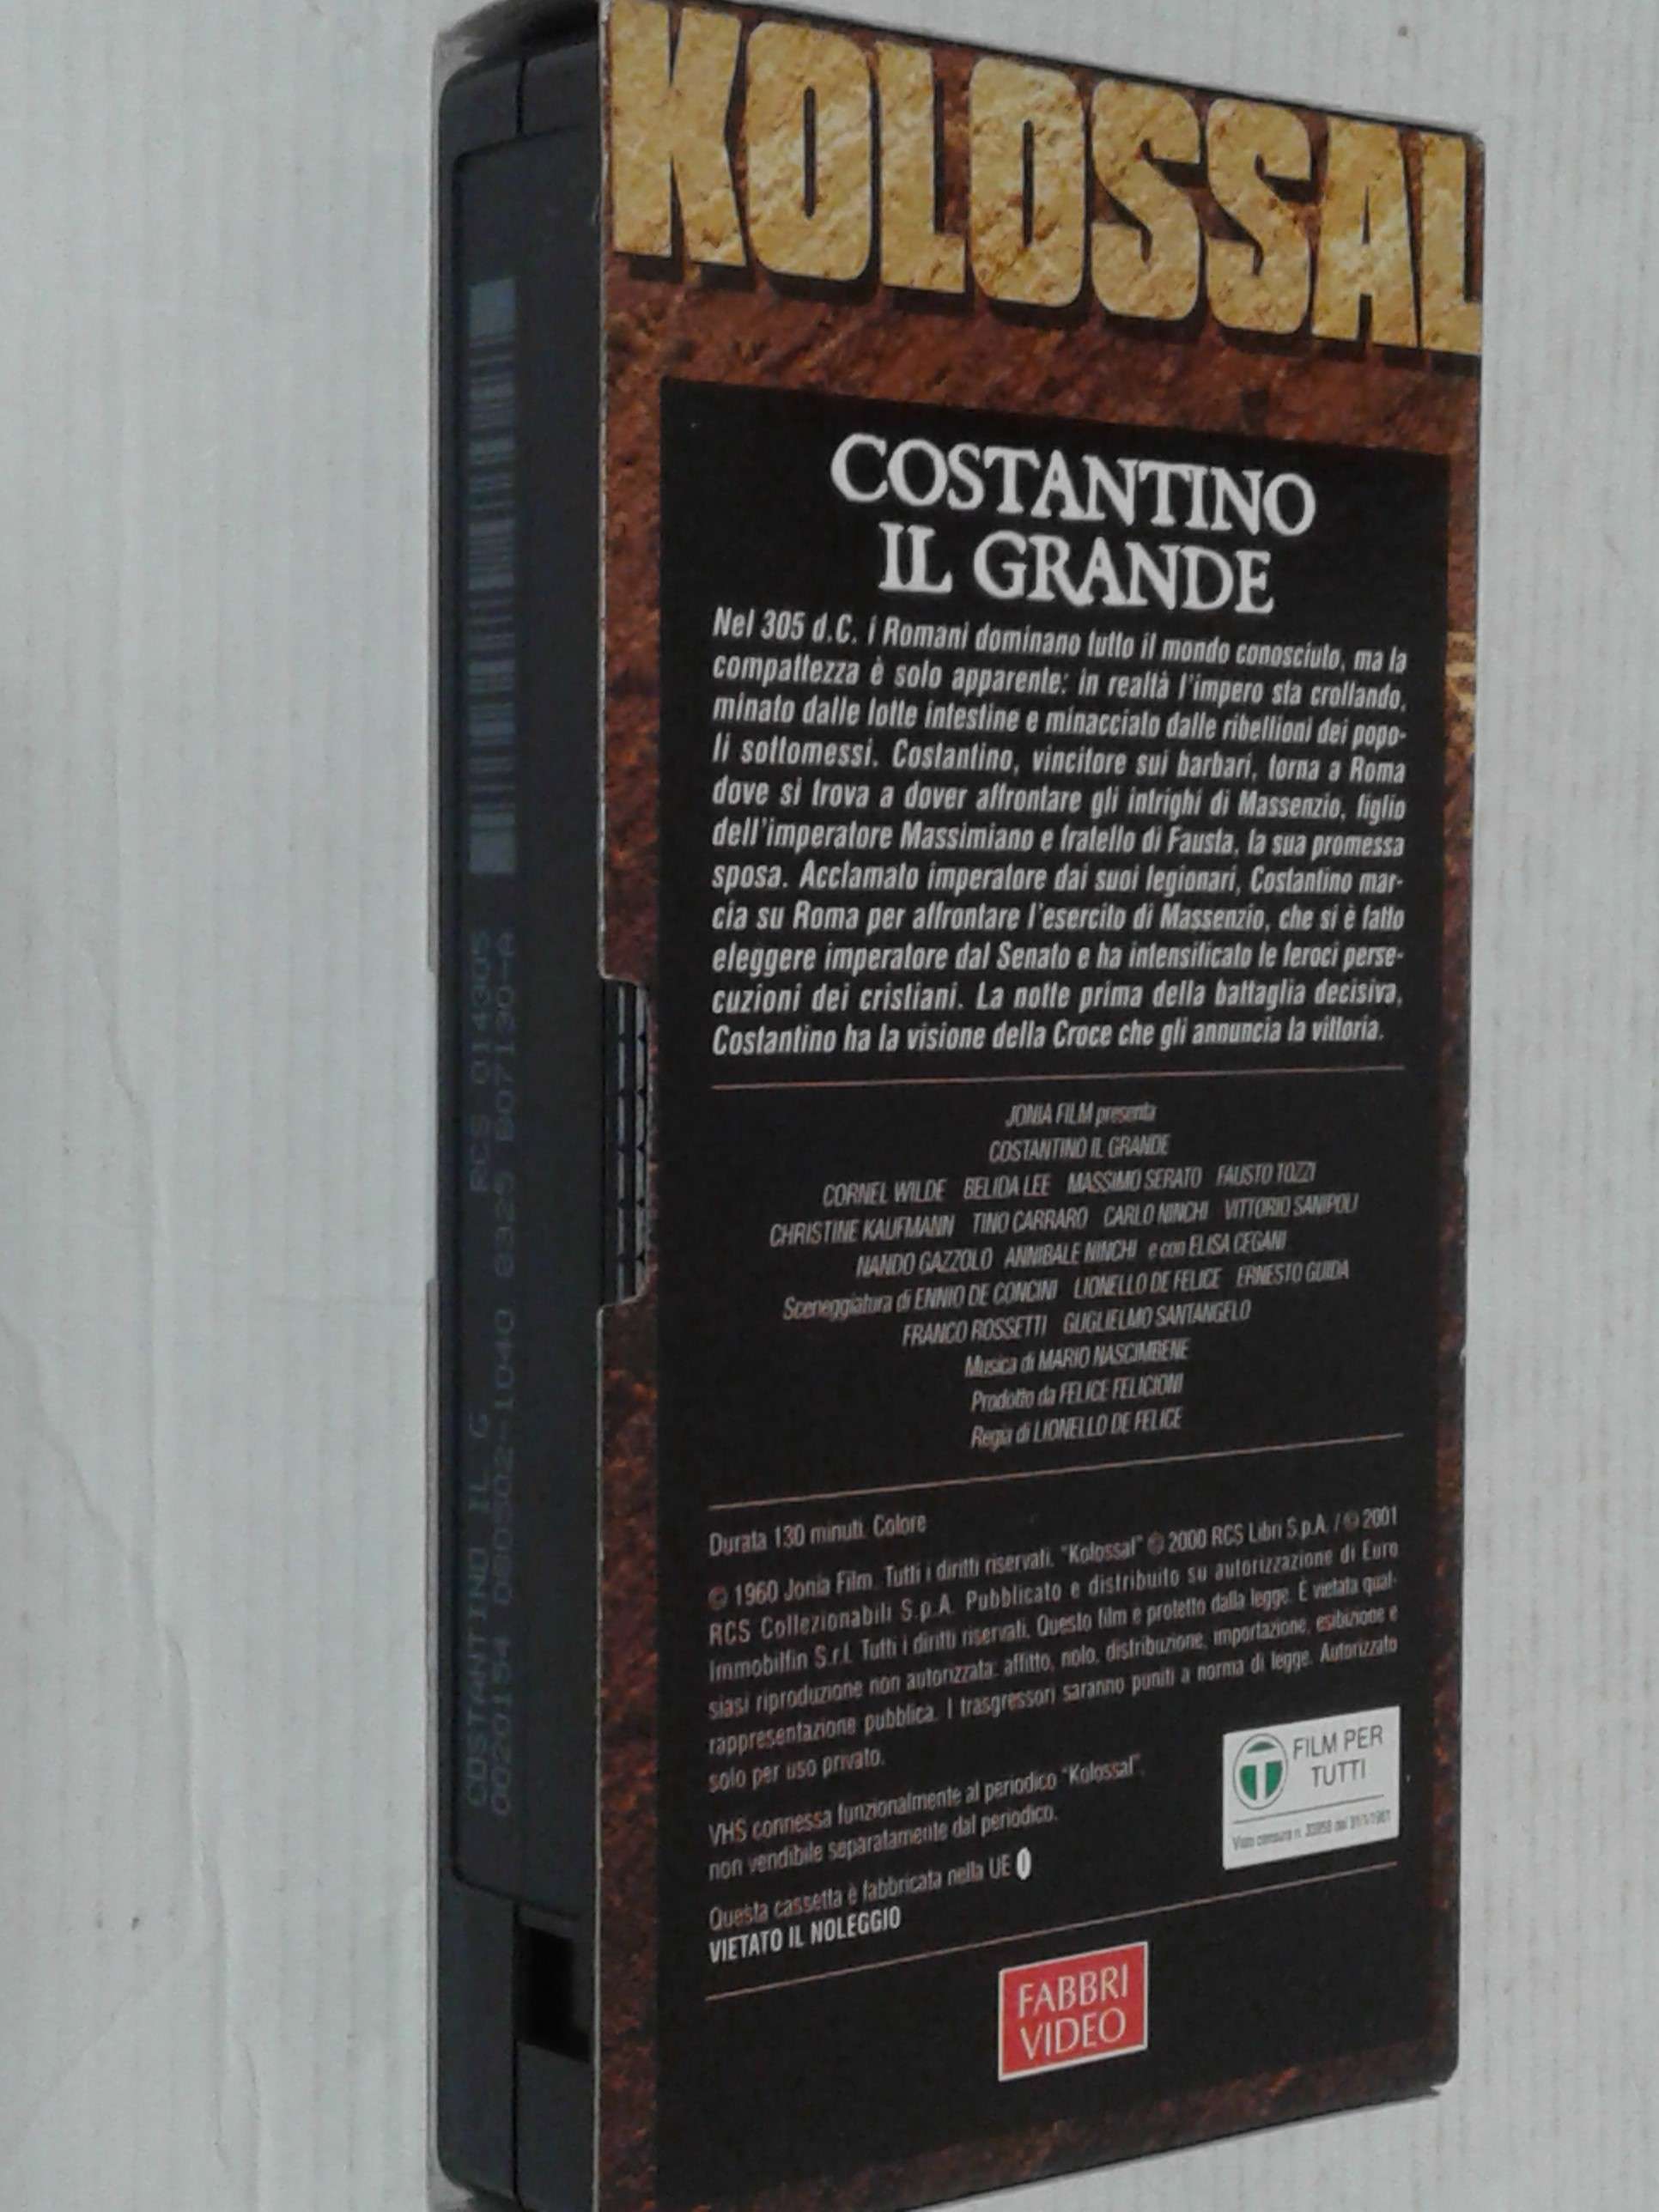 KOLOSSAL
COSTANTINO
IL GRANDE
Nel 305 d.C. i Romani dominano tutto il mondo conosciuto, ma la
compattezza è solo apparente: in realtà l'impero sta crollando,
minato dalle lotte intestine e minacciato dalle ribellioni dei popo-
li sottomessi. Costantino, vincitore sui barbari, torna a Roma
dove si trova a dover affrontare gli intrighi di Massenzio, figlio
dell'imperatore Massimiano e fratello di Fausta, la sua promessa
sposa. Acclamato imperatore dai suoi legionari, Costantino mar-
cia su Roma per affrontare l'esercito di Massenzio, che si è fatto
eleggere imperatore dal Senato e ha intensificato le feroci perse-
cuzioni dei cristiani. La notte prima della battaglia decisiva,
Costantino ha la visione della Croce che gli annuncia la vittoria.
JONIA FILM presenta
COSTANTINO IL GRANDE
CORNEL WILDE BELIDA LEE MASSIMO SERATO FAUSTO TOZZI
CHRISTINE KAUFMANN TINO CARRARO CARLO NINCHI VITTORIO SANIPOLI
NANDO GAZZOLO ANNIBALE NINCHI e con ELISA CEGANI
Sceneggiatura di ENNIO DE CONCINI LIONELLO DE FELICE ERNESTO GUIDA
FRANCO ROSSETTI GUGLIELMO SANTANGELO
Musica di MARIO NASCIMBENE
Prodotto da FELICE FELICIONI
Regia di LIONELLO DE FELICE
Durata 130 minuti. Colore
© 1960 Jonia Film. Tutti i diritti riservati. "Kolossal" © 2000 RCS Libri S.p.A. / © 2001
RCS Collezionabili S.p.A. Pubblicato e distribuito su autorizzazione di Euro
Immobilfin S.r.l. Tutti i diritti riservati. Questo film è protetto dalla legge. È vietata qual-
siasi riproduzione non autorizzata: affitto, nolo, distribuzione, importazione, esibizione e
rappresentazione pubblica. I trasgressori saranno puniti a norma di legge. Autorizzato
solo per uso privato.
VHS connessa funzionalmente al periodico "Kolossal",
non vendibile separatamente dal periodico.
Questa cassetta è fabbricata nella UE
VIETATO IL NOLEGGIO
FILM PER
TUTTI
Visto censura n.
FABBRI
VIDEO
COSTANTINO IL G RCS 014305